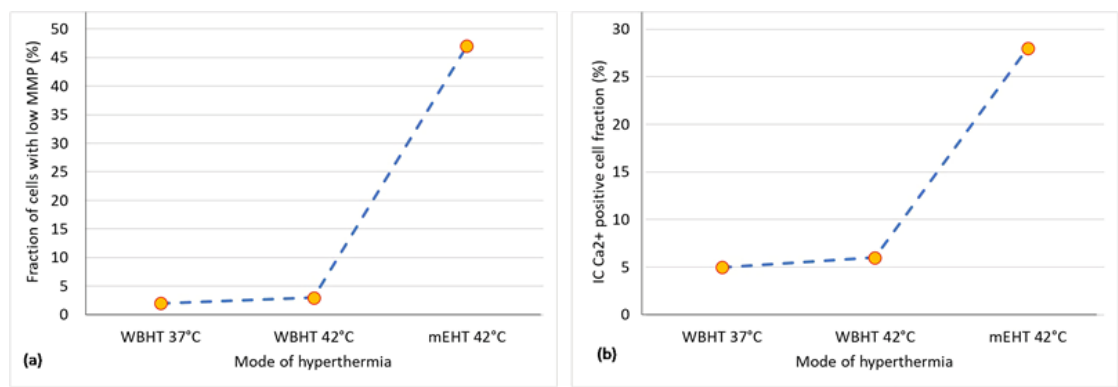 Fraction of cells with low MMP (%)
50
45
40
35
30
25
20
15
10
5
0
WBHT 37°C WBHT 42°C mEHT 42°C
Mode of hyperthermia
(a)
IC Ca2+ positive cell fraction (%)
30
25
20
15
10
5
0
WBHT 37°C WBHT 42°C mEHT 42°C
Mode of hyperthermia
(b)